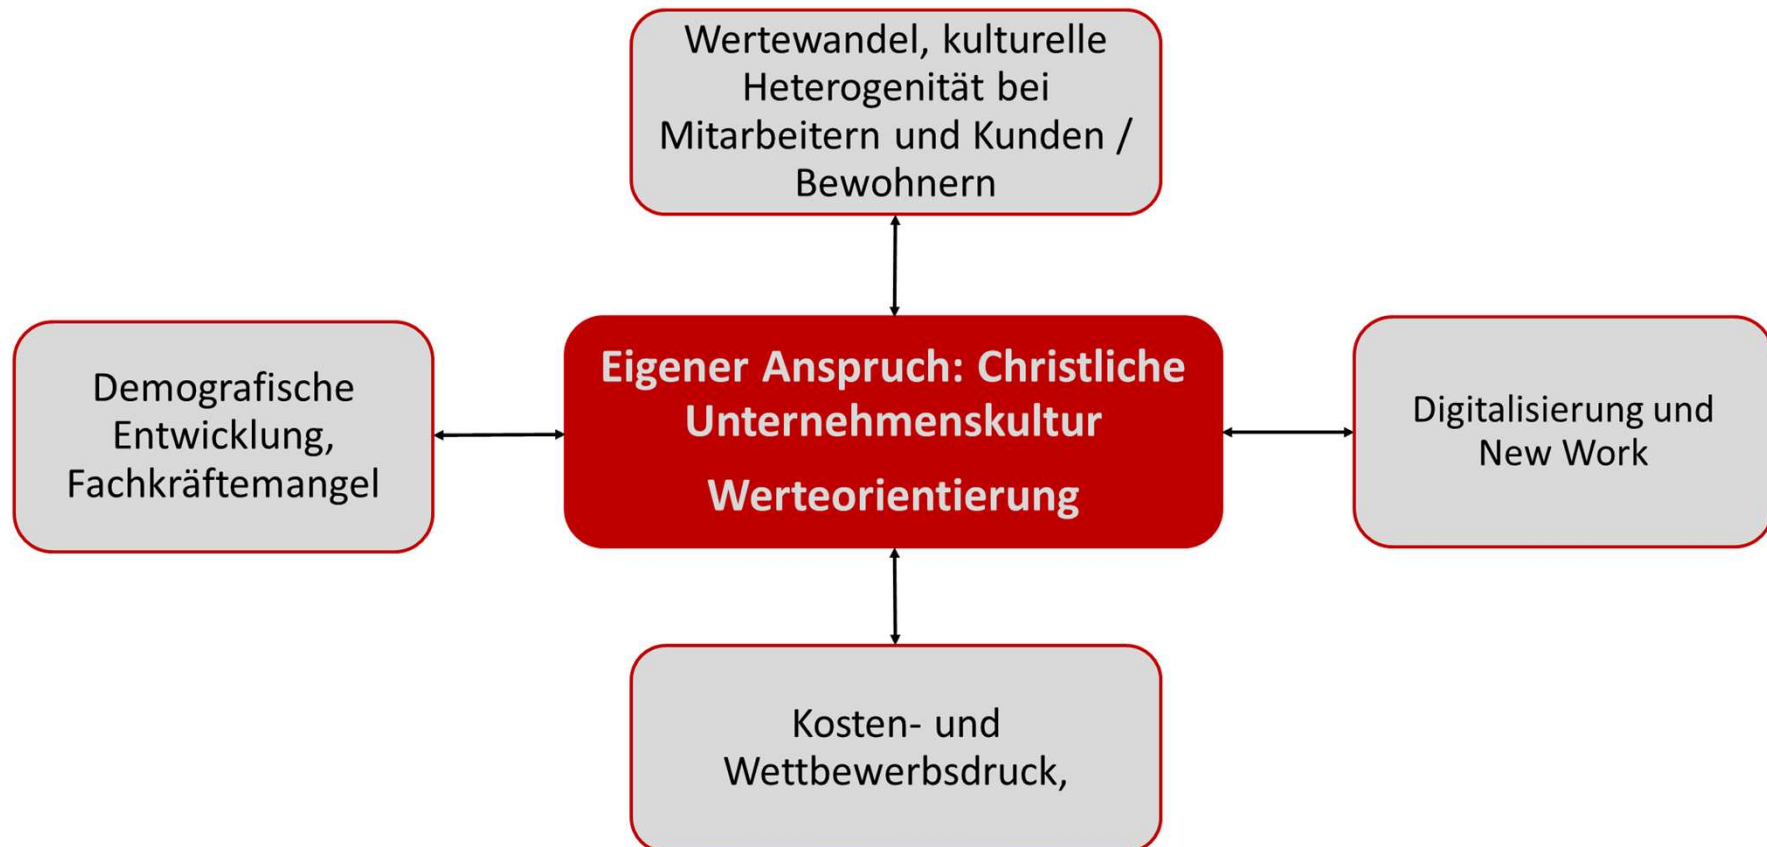 Wertewandel, kulturelle
Heterogenität bei
Mitarbeitern und Kunden /
Bewohnern
Demografische
Entwicklung,
Fachkräftemangel
Eigener Anspruch: Christliche
Unternehmenskultur
Werteorientierung
Digitalisierung und
New Work
Kosten- und
Wettbewerbsdruck,